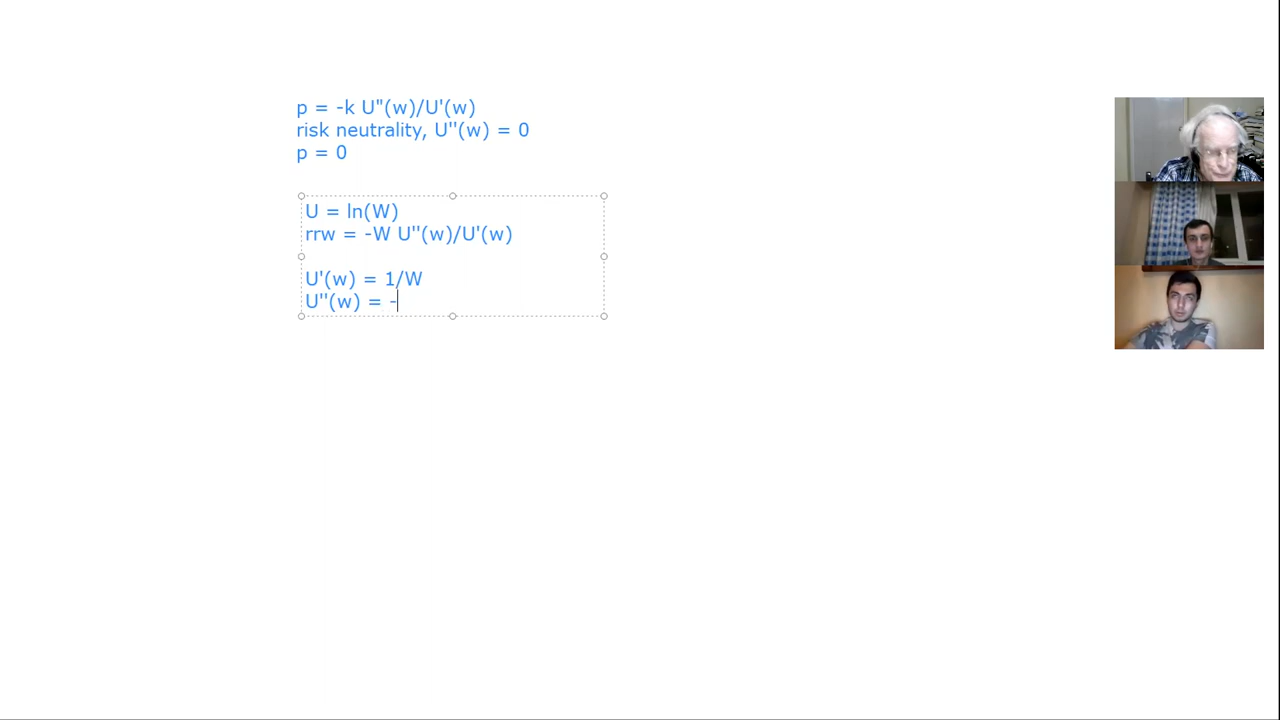 p = -k U"(w)/U'(w)
risk neutrality, U''(w) = 0
p = 0
U = ln(W)
rrw = -W U''(w)/U'(w)
U'(w) = 1/W
U''(w) = -